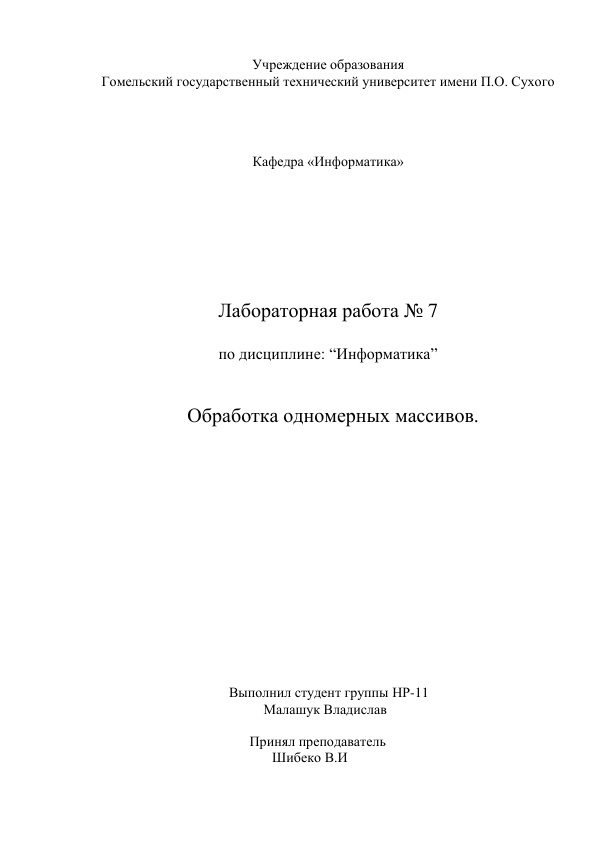 Учреждение образования
Гомельский государственный технический университет имени П.О. Сухого
Кафедра «Информатика»
Лабораторная работа № 7
по дисциплине: “Информатика”
Обработка одномерных массивов.
Выполнил студент группы НР-11
Малашук Владислав
Принял преподаватель
Шибеко В.И